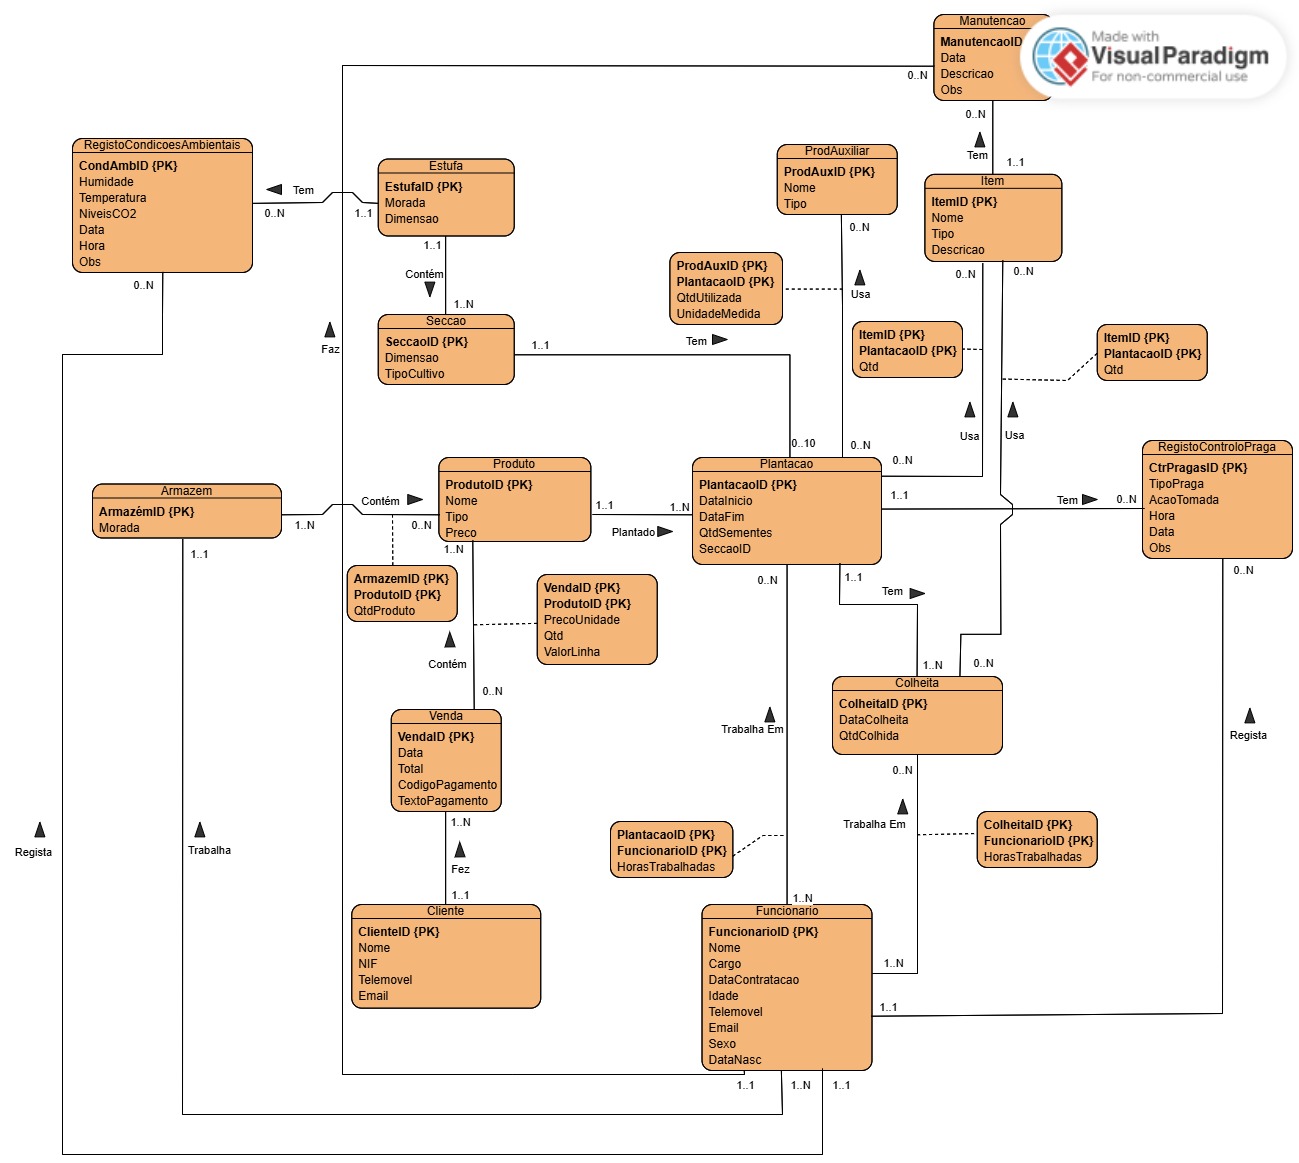 Manutencao
ManutencaoID
Data
Descricao
Obs
Made with
VisualParadigm
For non-commercial use
0..N
0..N
Tem
1..1
RegistoCondicoesAmbientais
CondAmbID {PK}
Humidade
Temperatura
NiveisCO2
Data
Hora
Obs
Tem
0..N
1..1
0..N
Estufa
EstufaID {PK}
Morada
Dimensao
1..1
Contém
1..N
ProdAuxiliar
ProdAuxID {PK}
Nome
Tipo
0..N
Item
ItemID {PK}
Nome
Tipo
Descricao
0..N
0..N
ProdAuxID {PK}
PlantacaoID {PK}
QtdUtilizada
UnidadeMedida
Usa
Faz
Seccao
SeccaoID {PK}
Dimensao
TipoCultivo
1..1
Tem
ItemID {PK}
PlantacaoID {PK}
Qtd
ItemID {PK}
PlantacaoID {PK}
Qtd
Usa
Usa
0..10
0..N
0..N
Armazem
ArmazémID {PK}
Morada
1..N
Contém
0..N
1..1
Produto
ProdutoID {PK}
Nome
Tipo
Preco
1..N
1..1
1..N
Plantado
Plantacao
PlantacaoID {PK}
DataInicio
DataFim
QtdSementes
SeccaoID
1..1
Tem
0..N
RegistoControloPraga
CtrPragasID {PK}
TipoPraga
AcaoTomada
Hora
Data
Obs
0..N
0..N
1..1
Tem
ArmazemID {PK}
ProdutoID {PK}
QtdProduto
VendaID {PK}
ProdutoID {PK}
PrecoUnidade
Qtd
ValorLinha
Contém
0..N
1..N
0..N
Colheita
ColheitaID {PK}
DataColheita
QtdColhida
0..N
Trabalha Em
Regista
Venda
VendaID {PK}
Data
Total
CodigoPagamento
TextoPagamento
1..N
Fez
1..1
Regista
Trabalha
Trabalha Em
PlantacaoID {PK}
FuncionarioID {PK}
HorasTrabalhadas
ColheitaID {PK}
FuncionarioID {PK}
HorasTrabalhadas
Cliente
ClienteID {PK}
Nome
NIF
Telemovel
Email
1..N
Funcionario
FuncionarioID {PK}
Nome
Cargo
DataContratacao
Idade
Telemovel
Email
Sexo
DataNasc
1..N
1..1
1..1
1..N
1..1